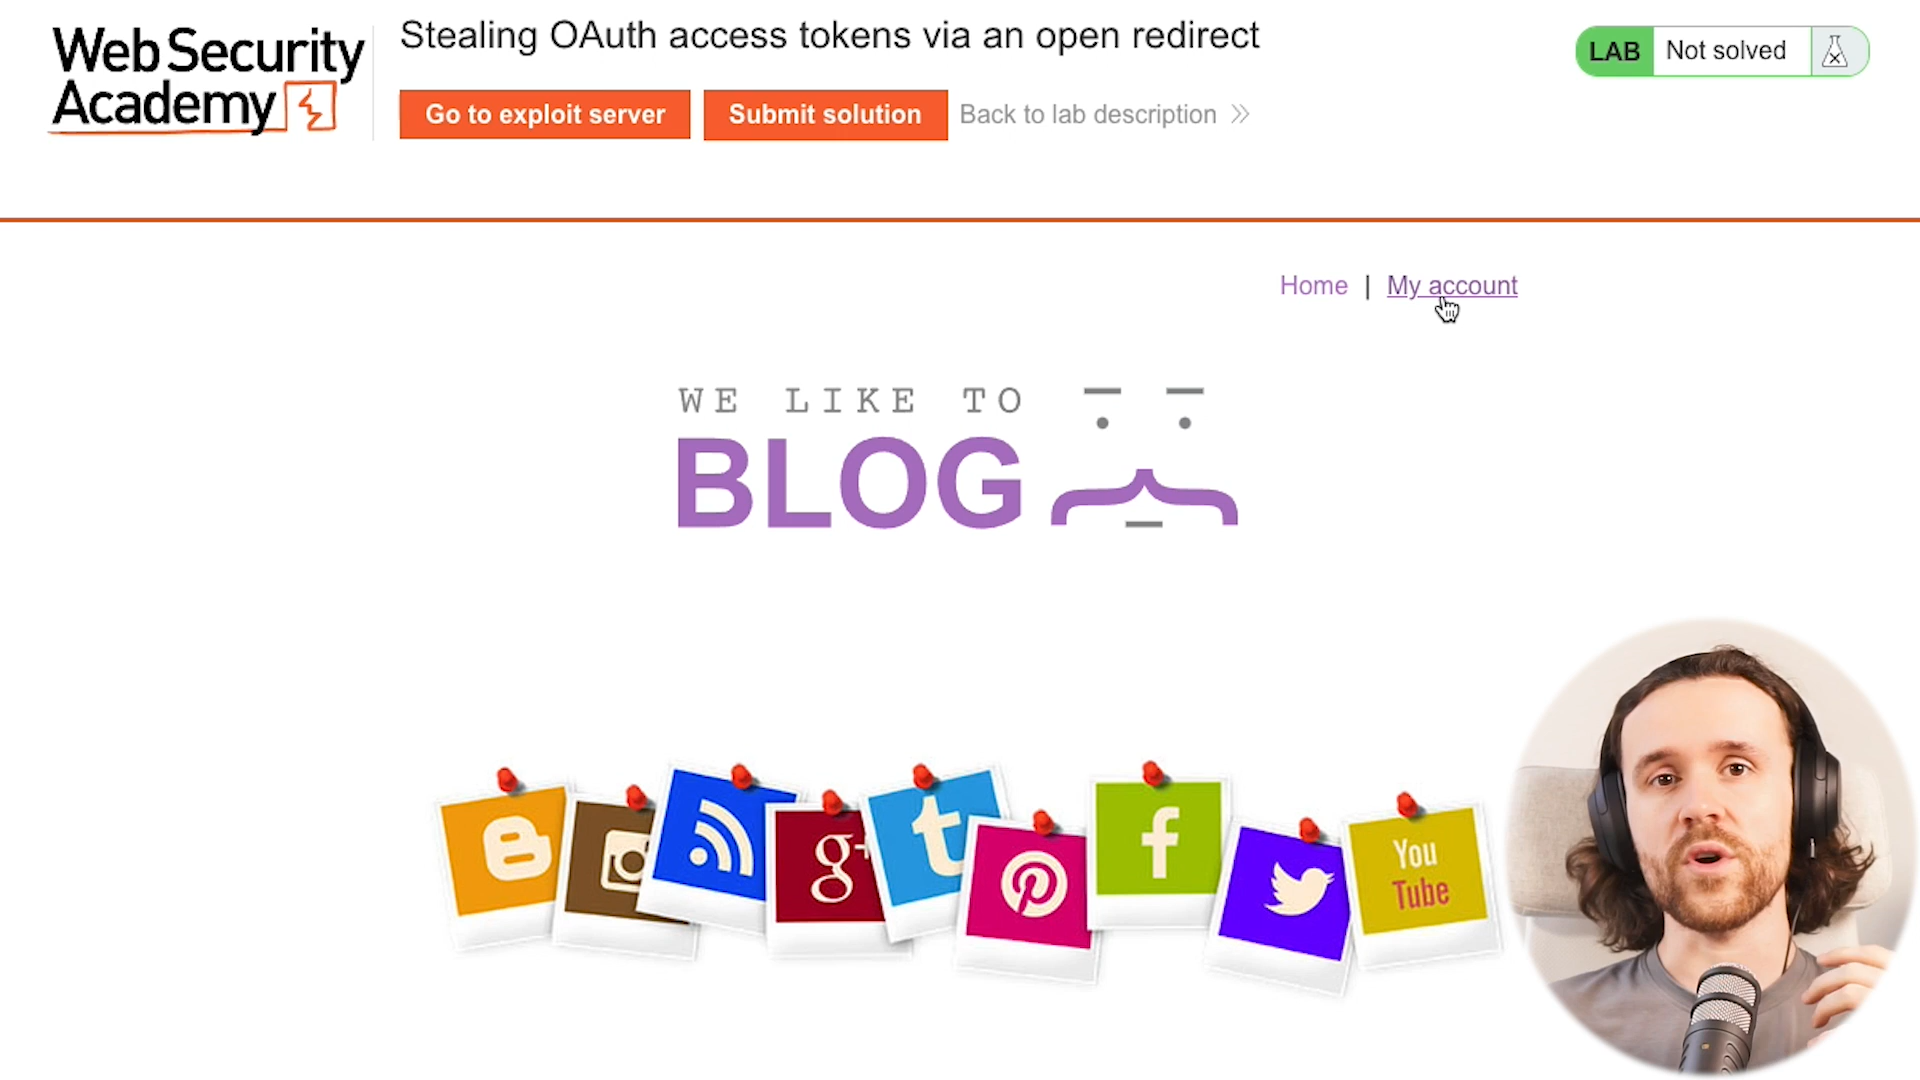 Web Security
Academy
Stealing OAuth access tokens via an open redirect
Go to exploit server
Submit solution
Back to lab description
LAB
Not solved
Home | My account
WE LIKE TO
BLOG
g+
t
f
You
Tube